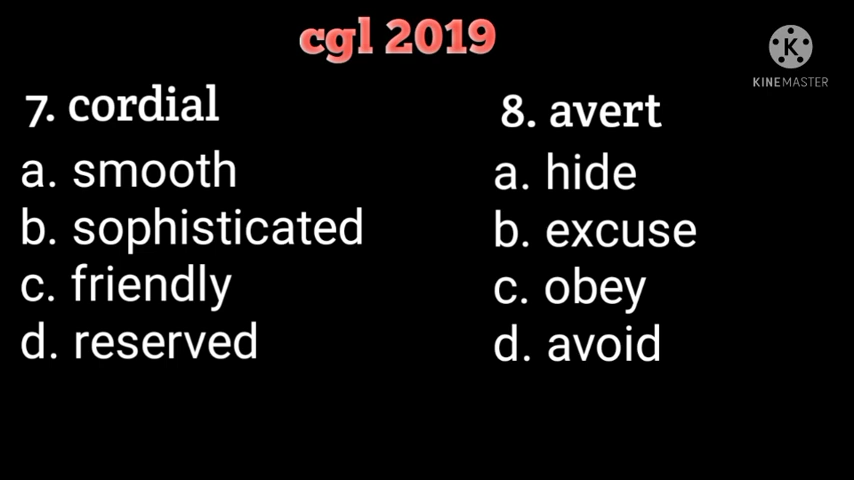 cgl 2019
K
KINEMASTER
7. cordial
a. smooth
b. sophisticated
c. friendly
d. reserved
8. avert
a. hide
b. excuse
c. obey
d. avoid